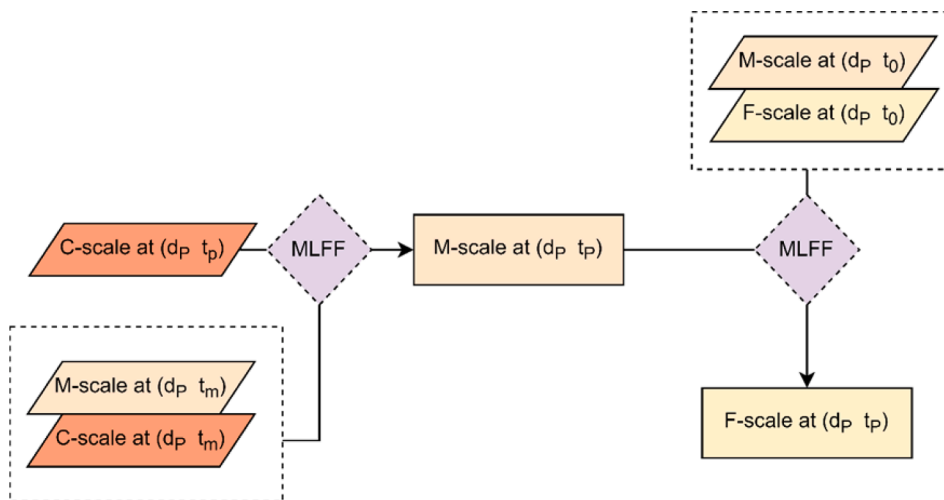 M-scale at (dP t0)
F-scale at (dP t0)
C-scale at (dP tp)
MLFF
M-scale at (dP tP)
MLFF
M-scale at (dP tm)
C-scale at (dP tm)
F-scale at (dP tP)